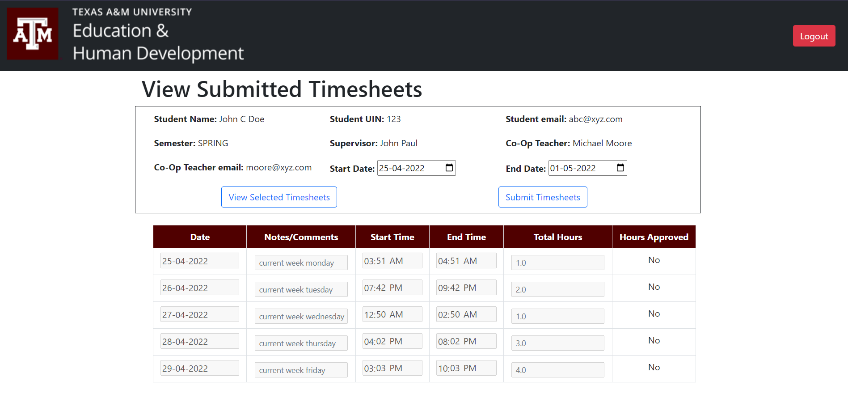 TEXAS A&M UNIVERSITY
Education &
Human Development
Logout
View Submitted Timesheets
Student Name: John C Doe Student UIN: 123 Student email: abc@xyz.com
Semester: SPRING Supervisor: John Paul Co-Op Teacher: Michael Moore
Co-Op Teacher email: moore@xyz.com Start Date: 25-04-2022 End Date: 01-05-2022
View Selected Timesheets Submit Timesheets
Date Notes/Comments Start Time End Time Total Hours Hours Approved
25-04-2022 current week monday 03:51 AM 04:51 AM 1.0 No
26-04-2022 current week tuesday 07:42 PM 09:42 PM 2.0 No
27-04-2022 current week wednesday 12:50 AM 02:50 AM 1.0 No
28-04-2022 current week thursday 04:02 PM 08:02 PM 3.0 No
29-04-2022 current week friday 03:03 PM 10:03 PM 4.0 No